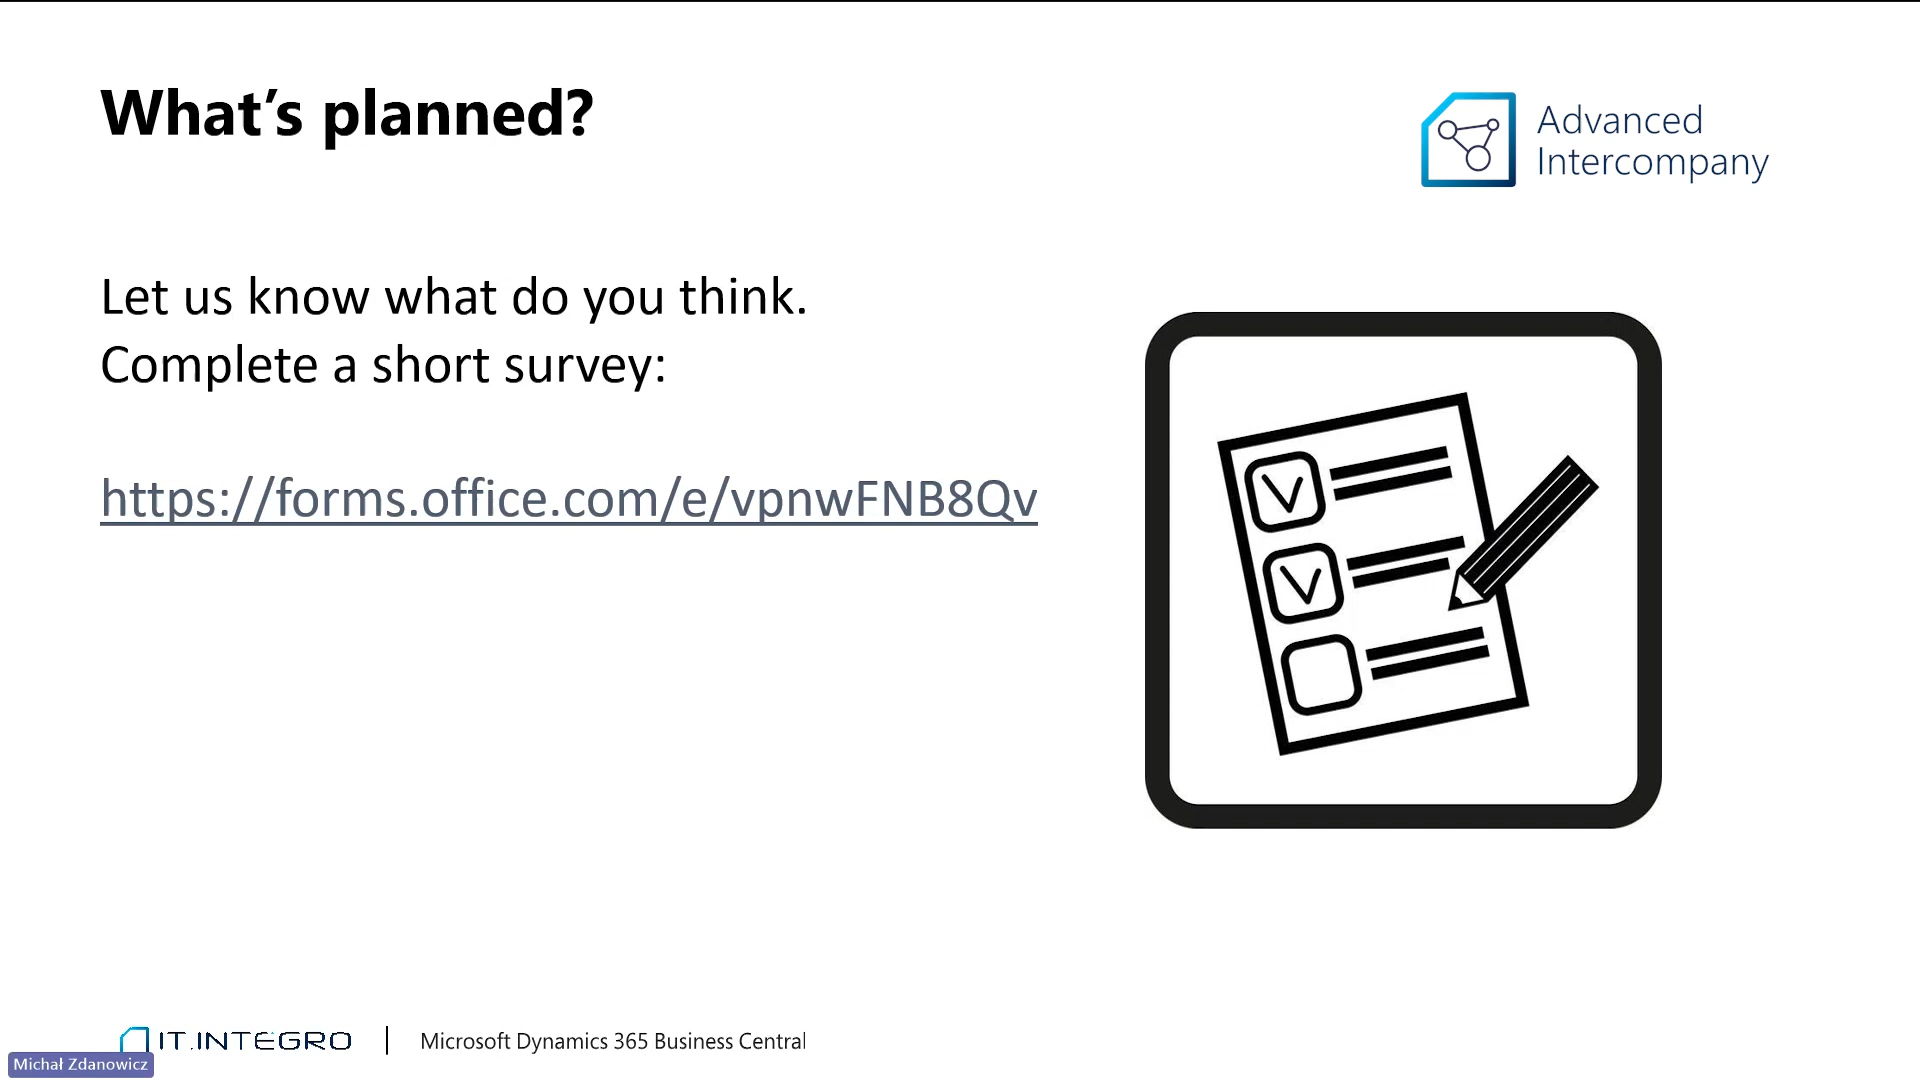 What’s planned?
Advanced
Intercompany
Let us know what do you think.
Complete a short survey:
https://forms.office.com/e/vpnwFNB8Qv
IT.INTEGRO
Microsoft Dynamics 365 Business Central
Michał Zdanowicz